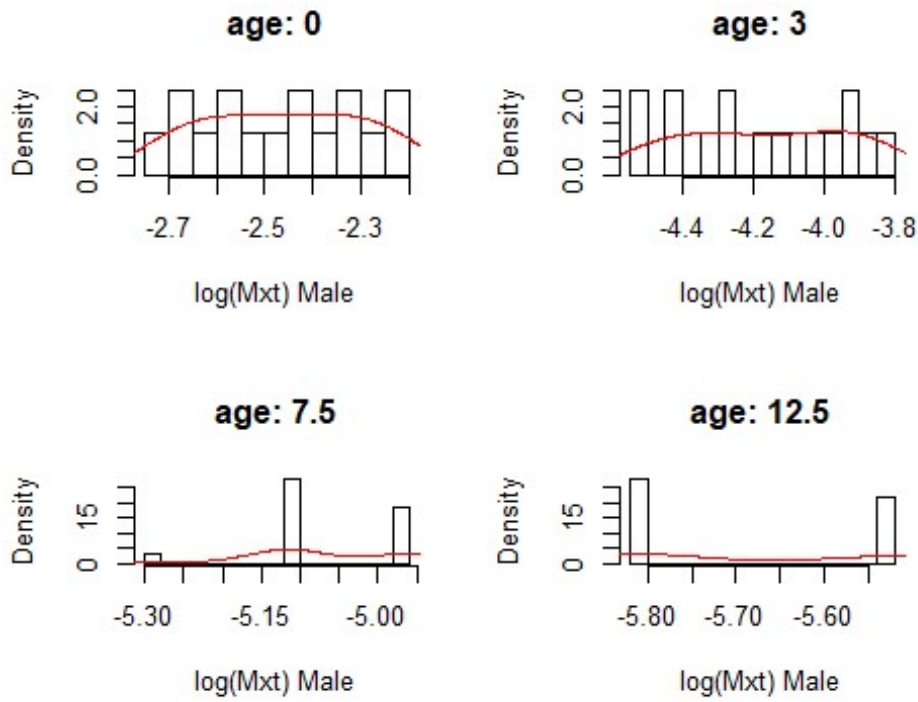 age: 0
Density
0.0 2.0
-2.7 -2.5 -2.3
log(Mxt) Male
age: 3
Density
0.0 2.0
-4.4 -4.2 -4.0 -3.8
log(Mxt) Male
age: 7.5
Density
0 15
-5.30 -5.15 -5.00
log(Mxt) Male
age: 12.5
Density
0 15
-5.80 -5.70 -5.60
log(Mxt) Male